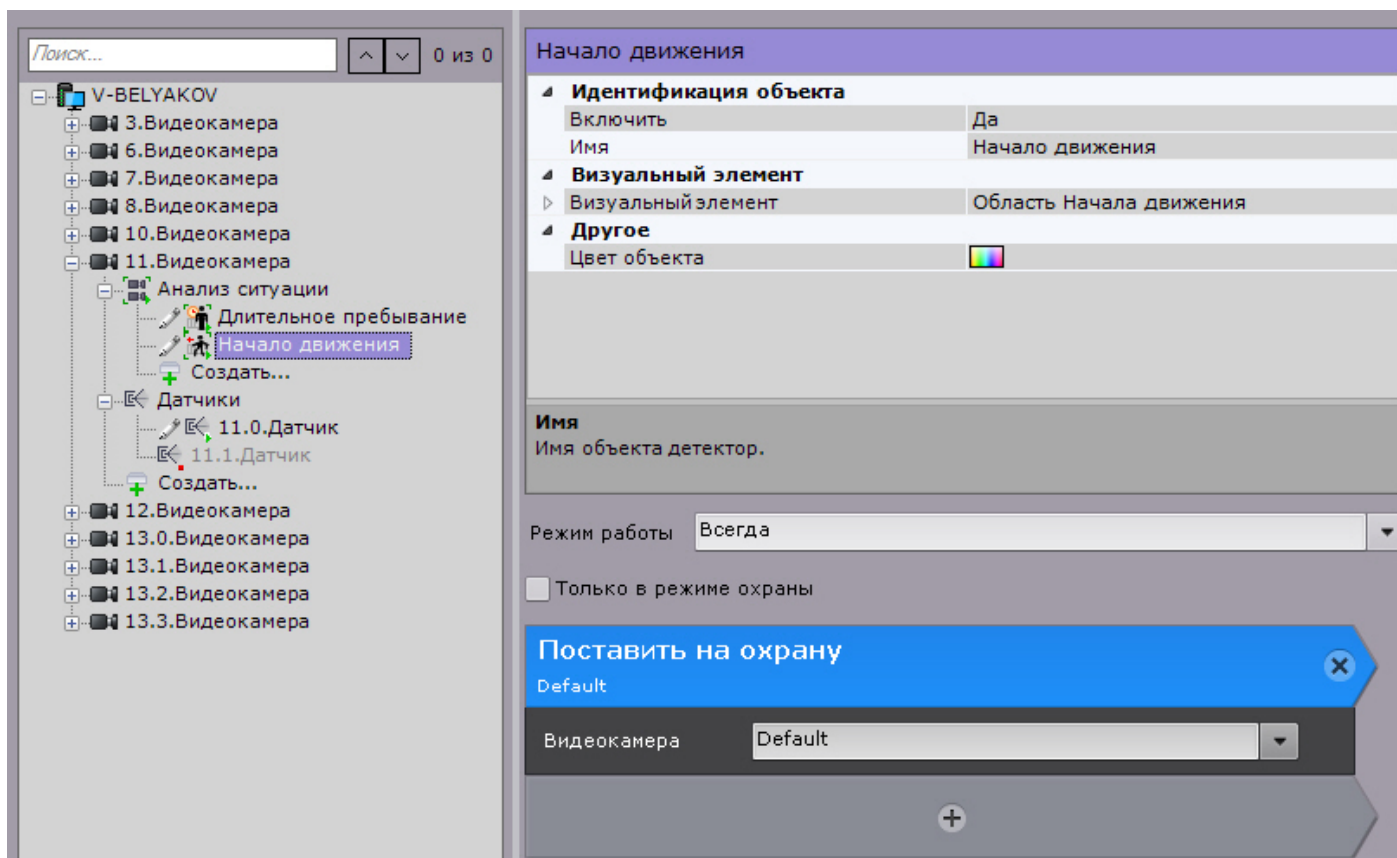 Поиск...
0 из 0
V-BELYAKOV
3.Видеокамера
6.Видеокамера
7.Видеокамера
8.Видеокамера
10.Видеокамера
11.Видеокамера
Анализ ситуации
Длительное пребывание
Начало движения
Создать...
Датчики
11.0.Датчик
11.1.Датчик
Создать...
12.Видеокамера
13.0.Видеокамера
13.1.Видеокамера
13.2.Видеокамера
13.3.Видеокамера
Начало движения
Идентификация объекта
Включить Да
Имя Начало движения
Визуальный элемент
Визуальный элемент Область Начала движения
Другое
Цвет объекта
Имя
Имя объекта детектор.
Режим работы Всегда
Только в режиме охраны
Поставить на охрану
Default
Видеокамера Default